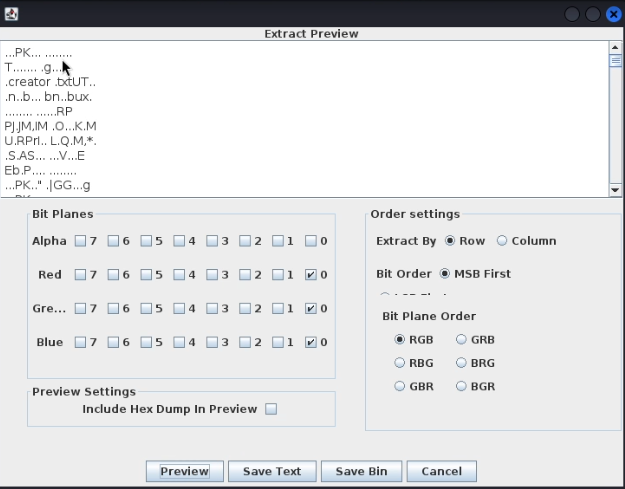 Extract Preview
...PK... ........
T....... .g....
.creator .txtUT..
.n..b... bn..bux.
........ ......RP
PJ.JM,IM .O...K.M
U.RPrI.. L.Q.M,*.
.S.AS... ...V...E
Eb.P.... ........
...PK.." .|GG...g
Bit Planes
Alpha 7 6 5 4 3 2 1 0
Red 7 6 5 4 3 2 1 0
Gre... 7 6 5 4 3 2 1 0
Blue 7 6 5 4 3 2 1 0
Preview Settings
Include Hex Dump In Preview
Order settings
Extract By Row Column
Bit Order MSB First
Bit Plane Order
RGB GRB
RBG BRG
GBR BGR
Preview Save Text Save Bin Cancel